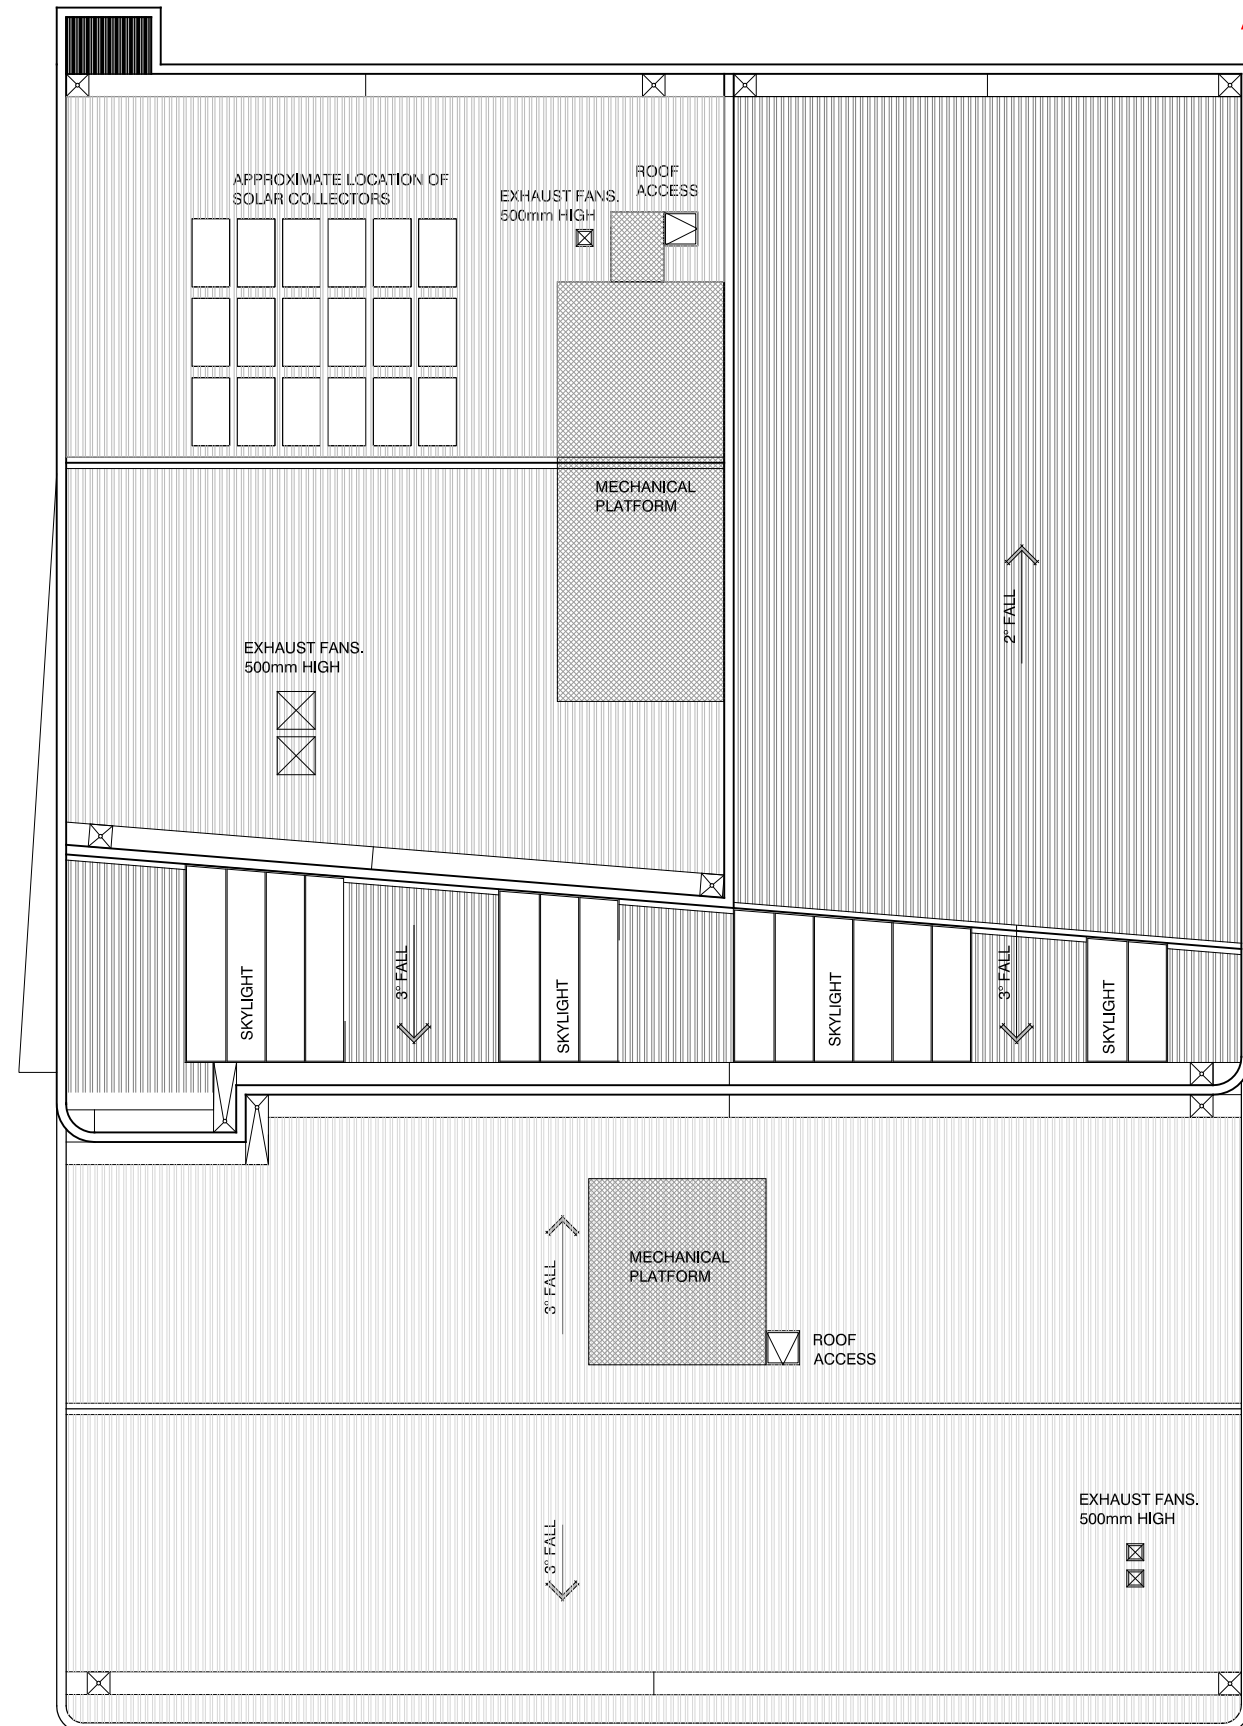 APPROXIMATE LOCATION OF
SOLAR COLLECTORS
EXHAUST FANS.
500mm HIGH
ROOF
ACCESS
MECHANICAL
PLATFORM
2° FALL
EXHAUST FANS.
500mm HIGH
SKYLIGHT
3° FALL
SKYLIGHT
SKYLIGHT
3° FALL
SKYLIGHT
3° FALL
MECHANICAL
PLATFORM
ROOF
ACCESS
3° FALL
EXHAUST FANS.
500mm HIGH